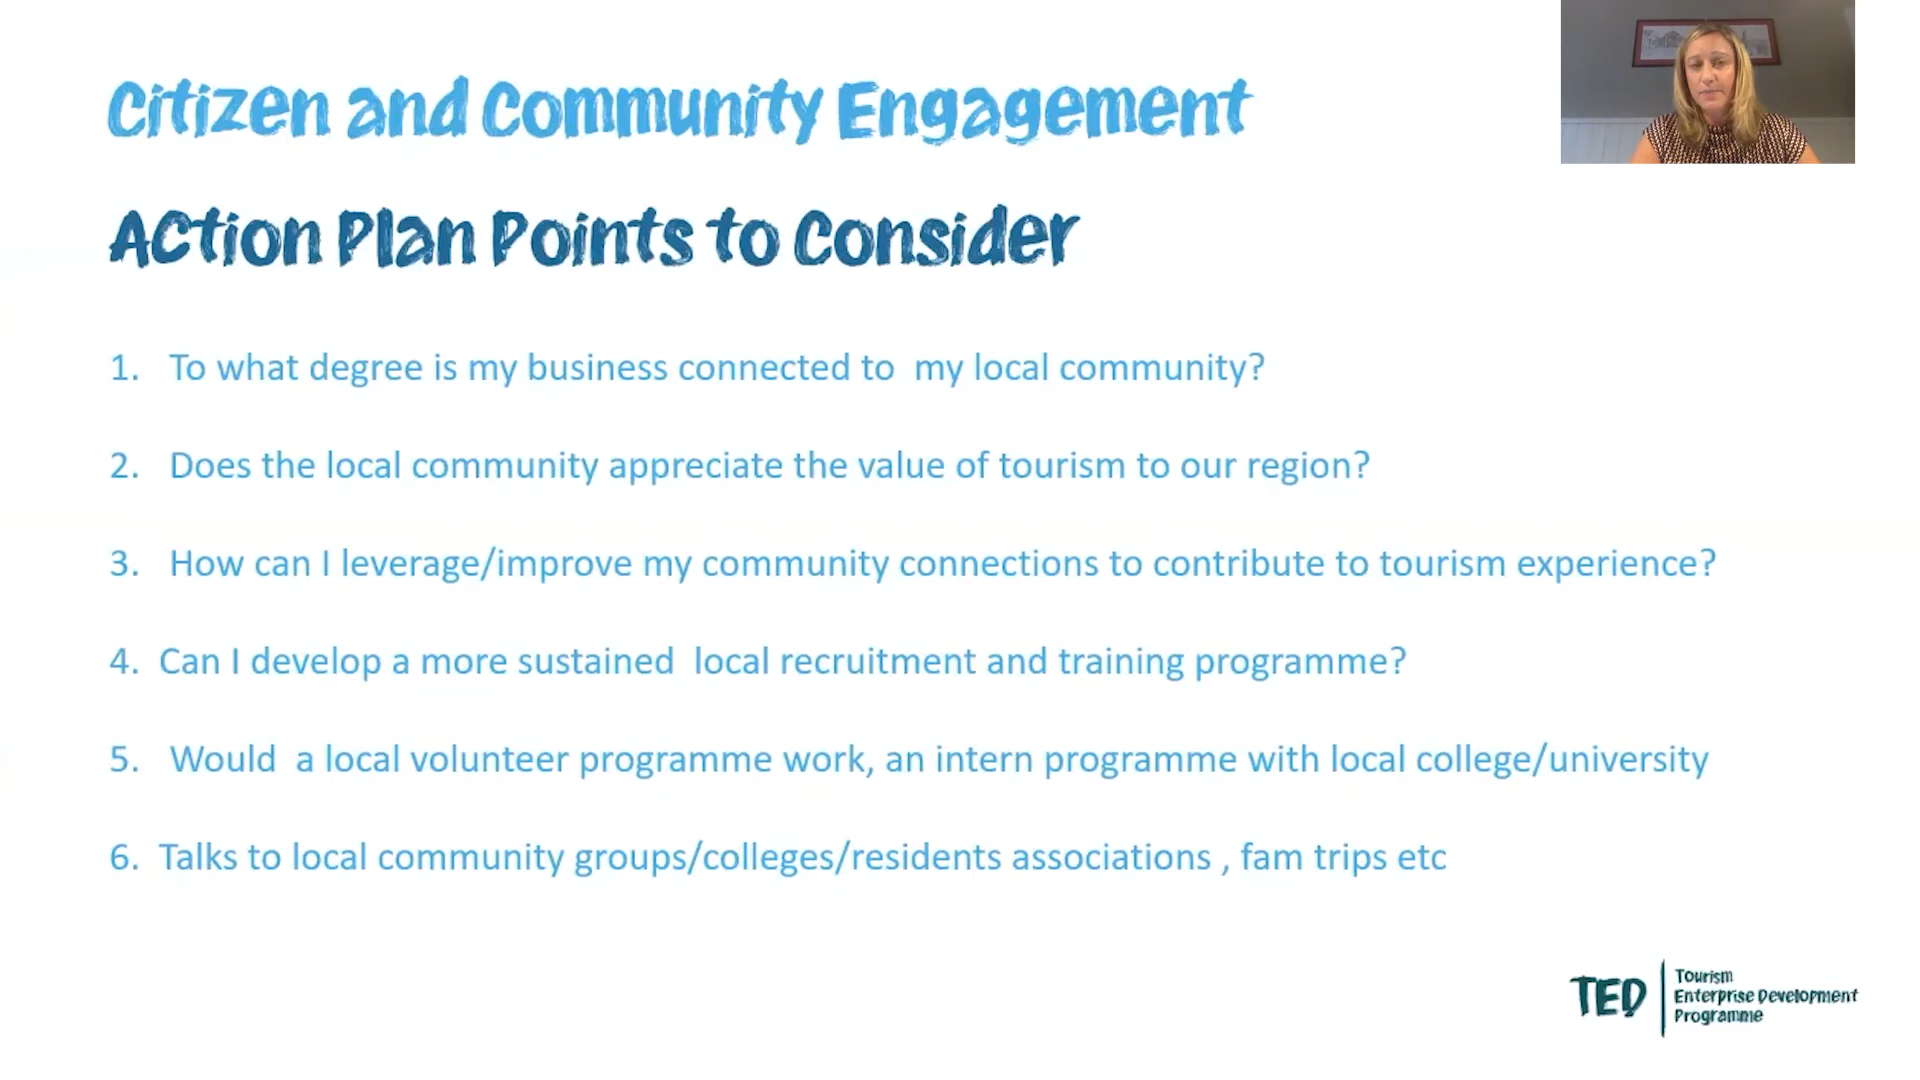 Citizen and Community Engagement
Action Plan Points to Consider
1. To what degree is my business connected to  my local community?
2. Does the local community appreciate the value of tourism to our region?
3. How can I leverage/improve my community connections to contribute to tourism experience?
4. Can I develop a more sustained  local recruitment and training programme?
5. Would  a local volunteer programme work, an intern programme with local college/university
6. Talks to local community groups/colleges/residents associations , fam trips etc
TED
Tourism
Enterprise Development
Programme